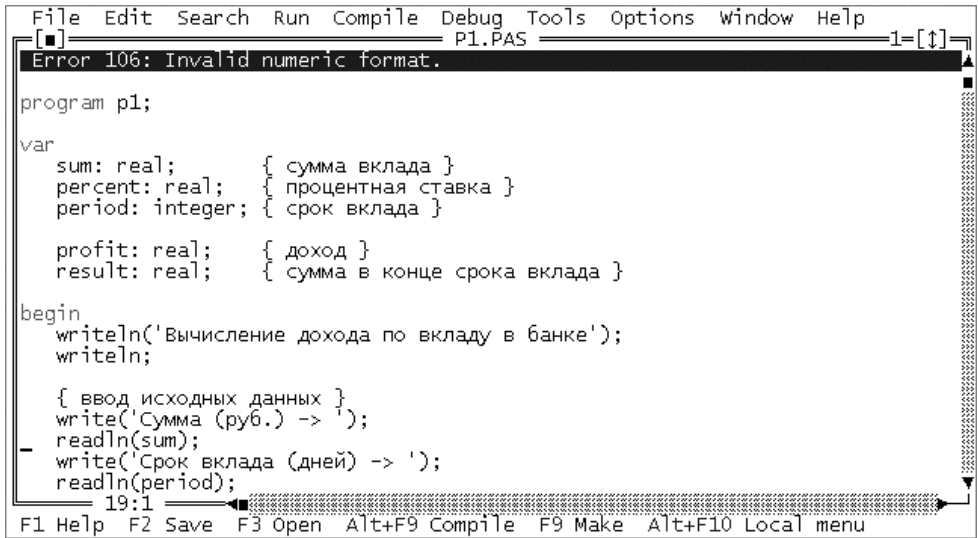 File Edit Search Run Compile Debug Tools Options Window Help
[■] P1.PAS 1=[↕]
Error 106: Invalid numeric format.
program p1;
var
sum: real; { сумма вклада }
percent: real; { процентная ставка }
period: integer; { срок вклада }
profit: real; { доход }
result: real; { сумма в конце срока вклада }
begin
writeln('Вычисление дохода по вкладу в банке');
writeln;
{ ввод исходных данных }
write('Сумма (руб.) -> ');
readln(sum);
write('Срок вклада (дней) -> ');
readln(period);
19:1
F1 Help F2 Save F3 Open Alt+F9 Compile F9 Make Alt+F10 Local menu